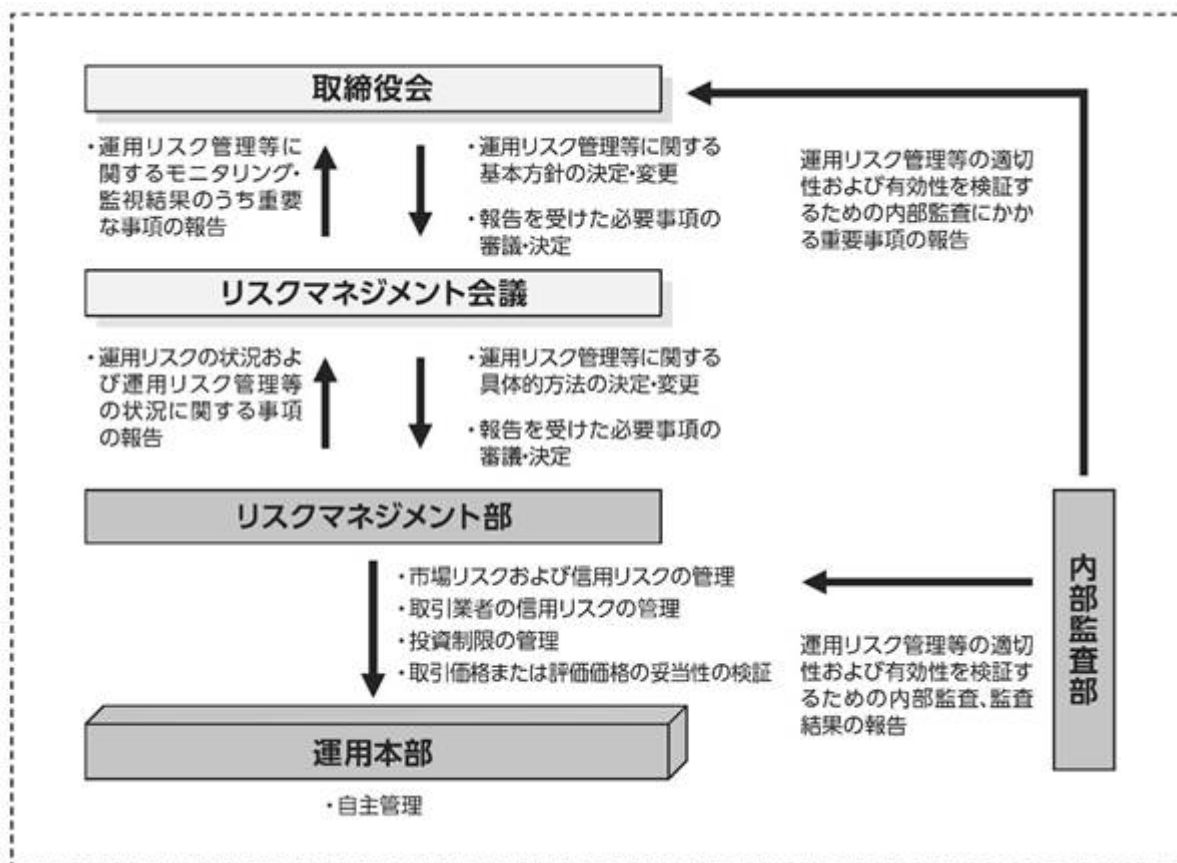 取締役会
・運用リスク管理等に
関するモニタリング・
監視結果のうち重要
な事項の報告
・運用リスク管理等に関する
基本方針の決定・変更
・報告を受けた必要事項の
審議・決定
運用リスク管理等の適切
性および有効性を検証す
るための内部監査にかか
る重要事項の報告
リスクマネジメント会議
・運用リスクの状況およ
び運用リスク管理等
の状況に関する事項
の報告
・運用リスク管理等に関する
具体的方法の決定・変更
・報告を受けた必要事項の
審議・決定
リスクマネジメント部
・市場リスクおよび信用リスクの管理
・取引業者の信用リスクの管理
・投資制限の管理
・取引価格または評価価格の妥当性の検証
運用リスク管理等の適切
性および有効性を検証す
るための内部監査、監査
結果の報告
内部監査部
運用本部
・自主管理